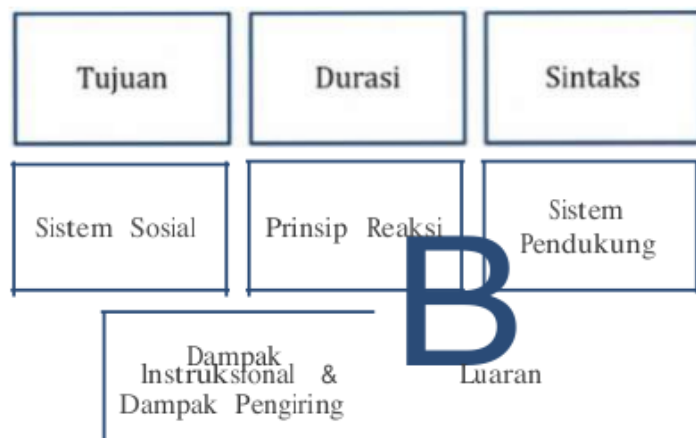 Tujuan
Durasi
Sintaks
Sistem Sosial
Prinsip Reaksi
Sistem
Pendukung
B
Dampak
Instruksional &
Dampak Pengiring
Luaran